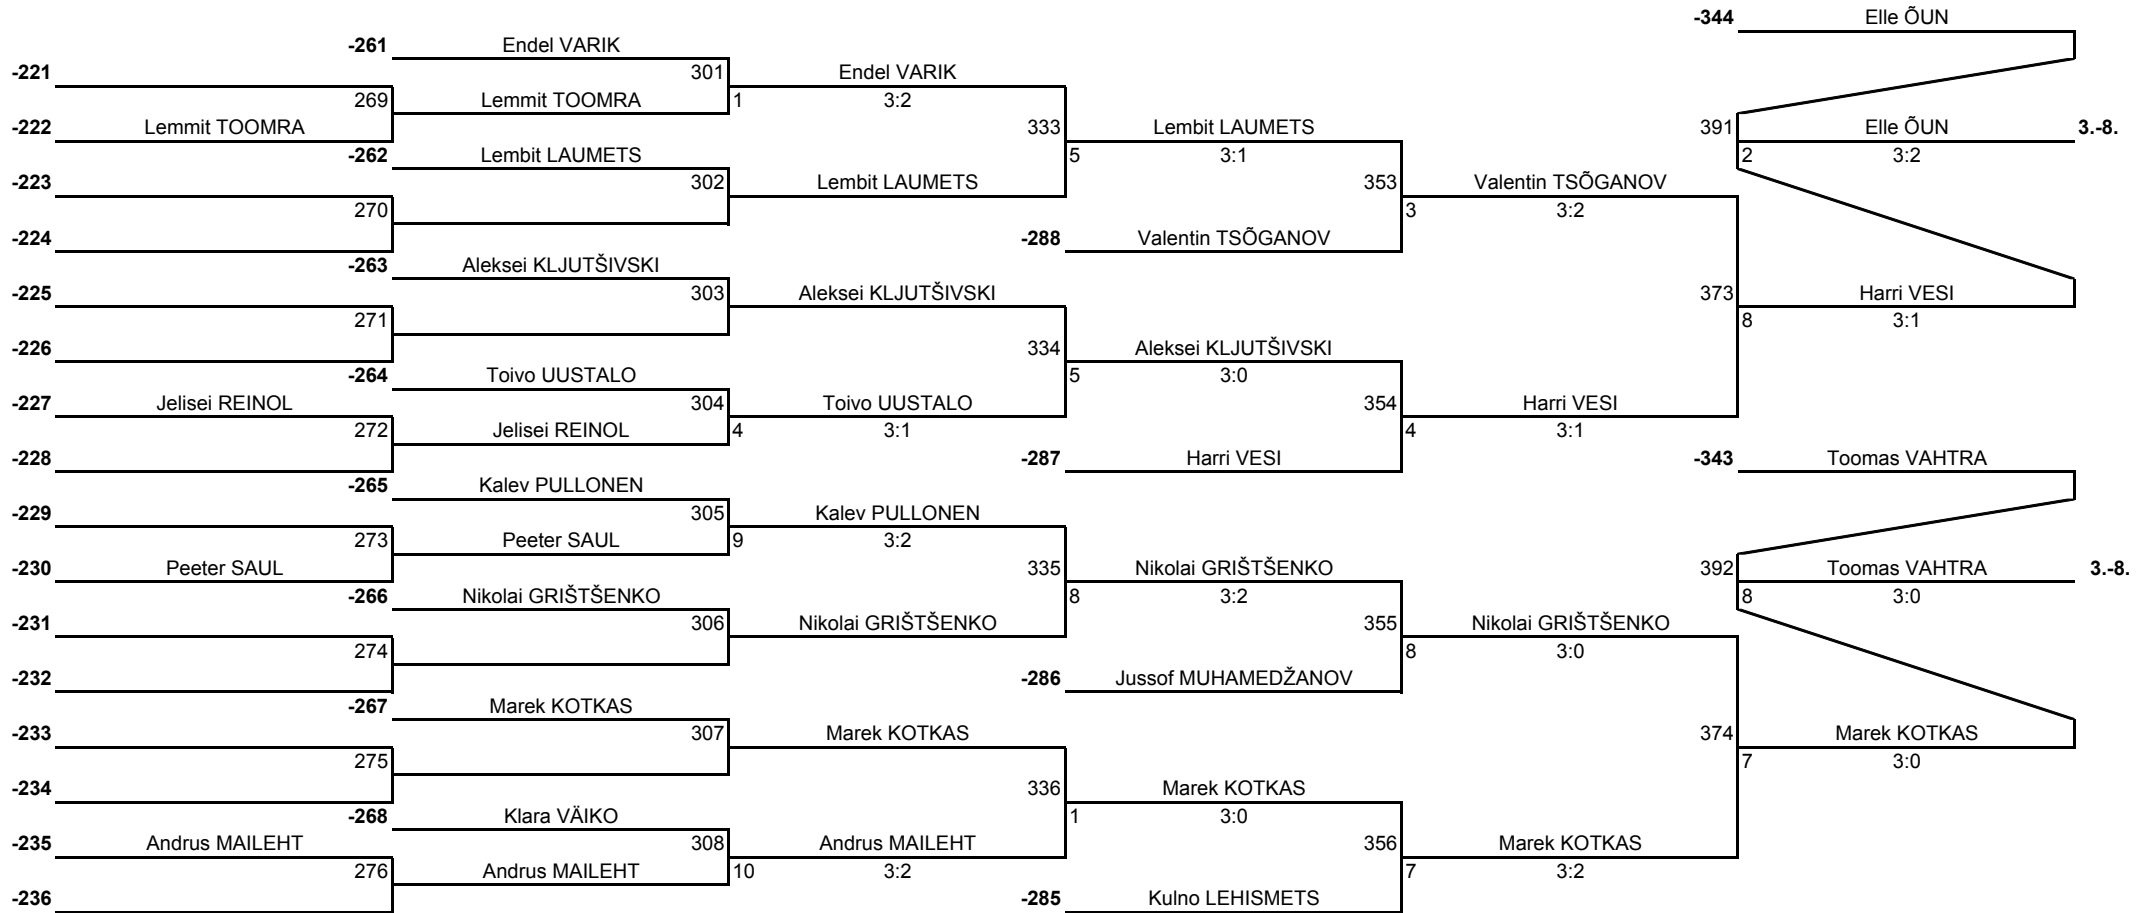 -344 Elle ÕUN
-261 Endel VARIK
-221 301 Endel VARIK
269 Lemmit TOOMRA 1 3:2
-222 Lemmit TOOMRA 333 Lembit LAUMETS 391 Elle ÕUN 3.-8.
-262 Lembit LAUMETS 5 3:1 2 3:2
-223 302 Lembit LAUMETS 353 Valentin TSÕGANOV
270 3 3:2
-224 -288 Valentin TSÕGANOV
-263 Aleksei KLJUTŠIVSKI
-225 303 Aleksei KLJUTŠIVSKI 373 Harri VESI
271 8 3:1
-226 334 Aleksei KLJUTŠIVSKI
-264 Toivo UUSTALO 5 3:0
-227 Jelisei REINOL 304 Toivo UUSTALO 354 Harri VESI
272 Jelisei REINOL 4 3:1 4 3:1
-228 -287 Harri VESI -343 Toomas VAHTRA
-265 Kalev PULLONEN
-229 305 Kalev PULLONEN
273 Peeter SAUL 9 3:2
-230 Peeter SAUL 335 Nikolai GRIŠTŠENKO 392 Toomas VAHTRA 3.-8.
-266 Nikolai GRIŠTŠENKO 8 3:2 8 3:0
-231 306 Nikolai GRIŠTŠENKO 355 Nikolai GRIŠTŠENKO
274 8 3:0
-232 -286 Jussof MUHAMEDŽANOV
-267 Marek KOTKAS
-233 307 Marek KOTKAS 374 Marek KOTKAS
275 7 3:0
-234 336 Marek KOTKAS
-268 Klara VÄIKO 1 3:0
-235 Andrus MAILEHT 308 Andrus MAILEHT 356 Marek KOTKAS
276 Andrus MAILEHT 10 3:2 7 3:2
-236 -285 Kulno LEHISMETS